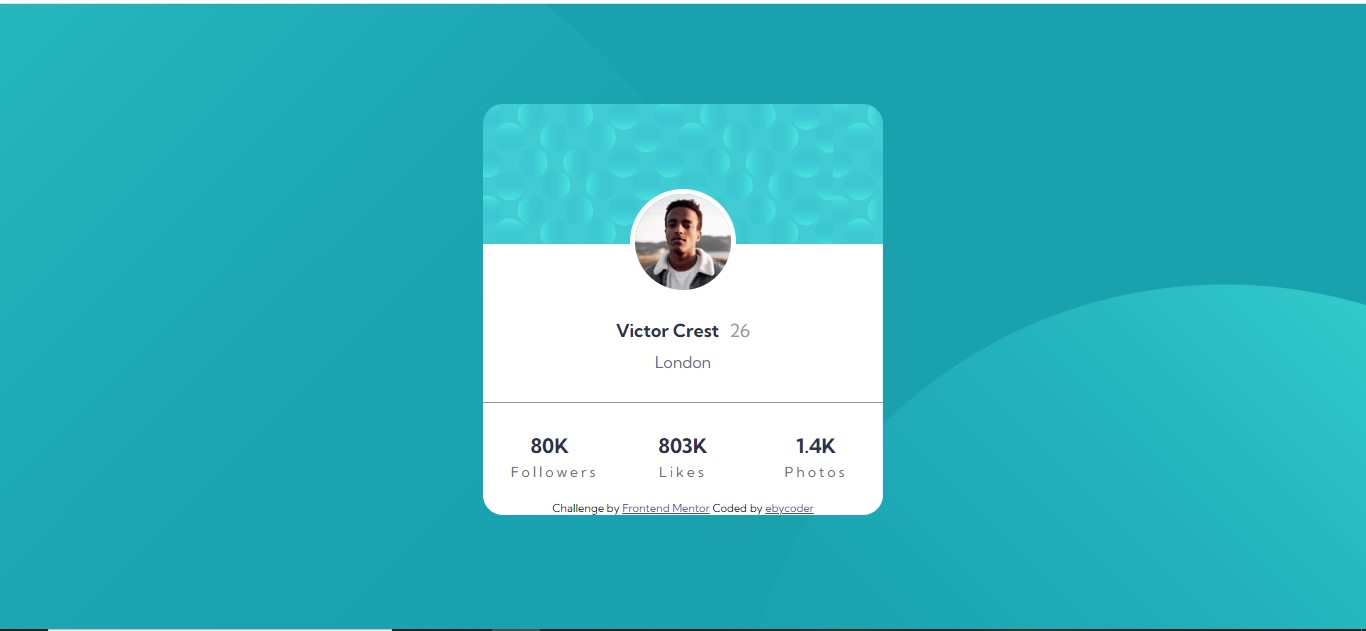 Victor Crest 26
London
80K 803K 1.4K
Followers Likes Photos
Challenge by Frontend Mentor Coded by ebycoder